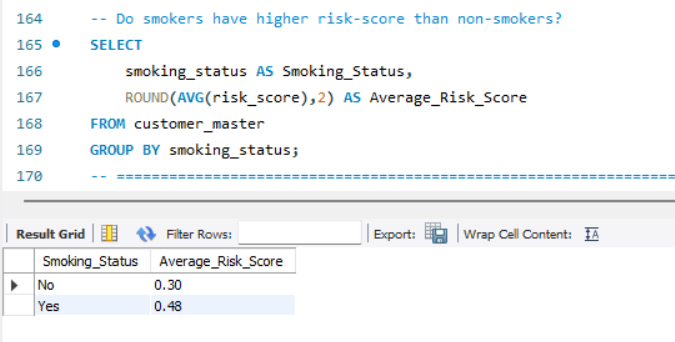 164 -- Do smokers have higher risk-score than non-smokers?
165 SELECT
166 smoking_status AS Smoking_Status,
167 ROUND(AVG(risk_score),2) AS Average_Risk_Score
168 FROM customer_master
169 GROUP BY smoking_status;
170 -- ================================================================
Result Grid Filter Rows: Export: Wrap Cell Content: IA
Smoking_Status Average_Risk_Score
No 0.30
Yes 0.48